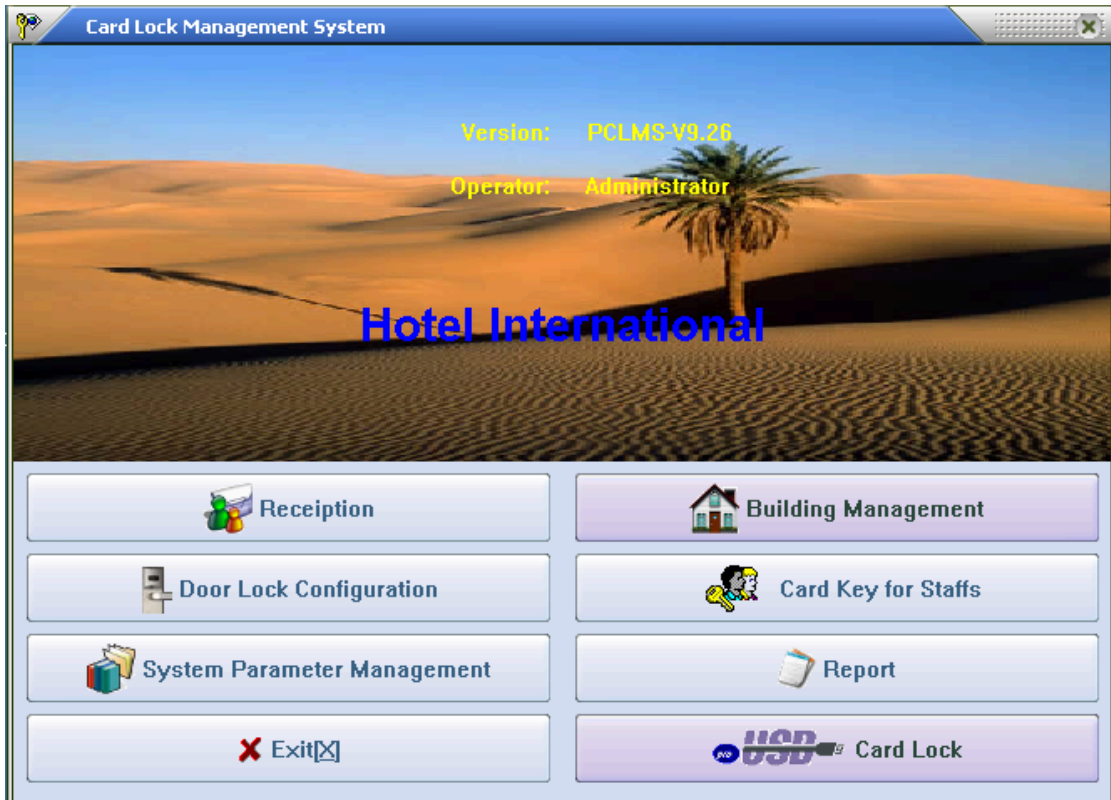 Card Lock Management System
Version: PCLMS-V9.26
Operator: Administrator
Hotel International
Receiption
Building Management
Door Lock Configuration
Card Key for Staffs
System Parameter Management
Report
Exit[X]
pro USB Card Lock